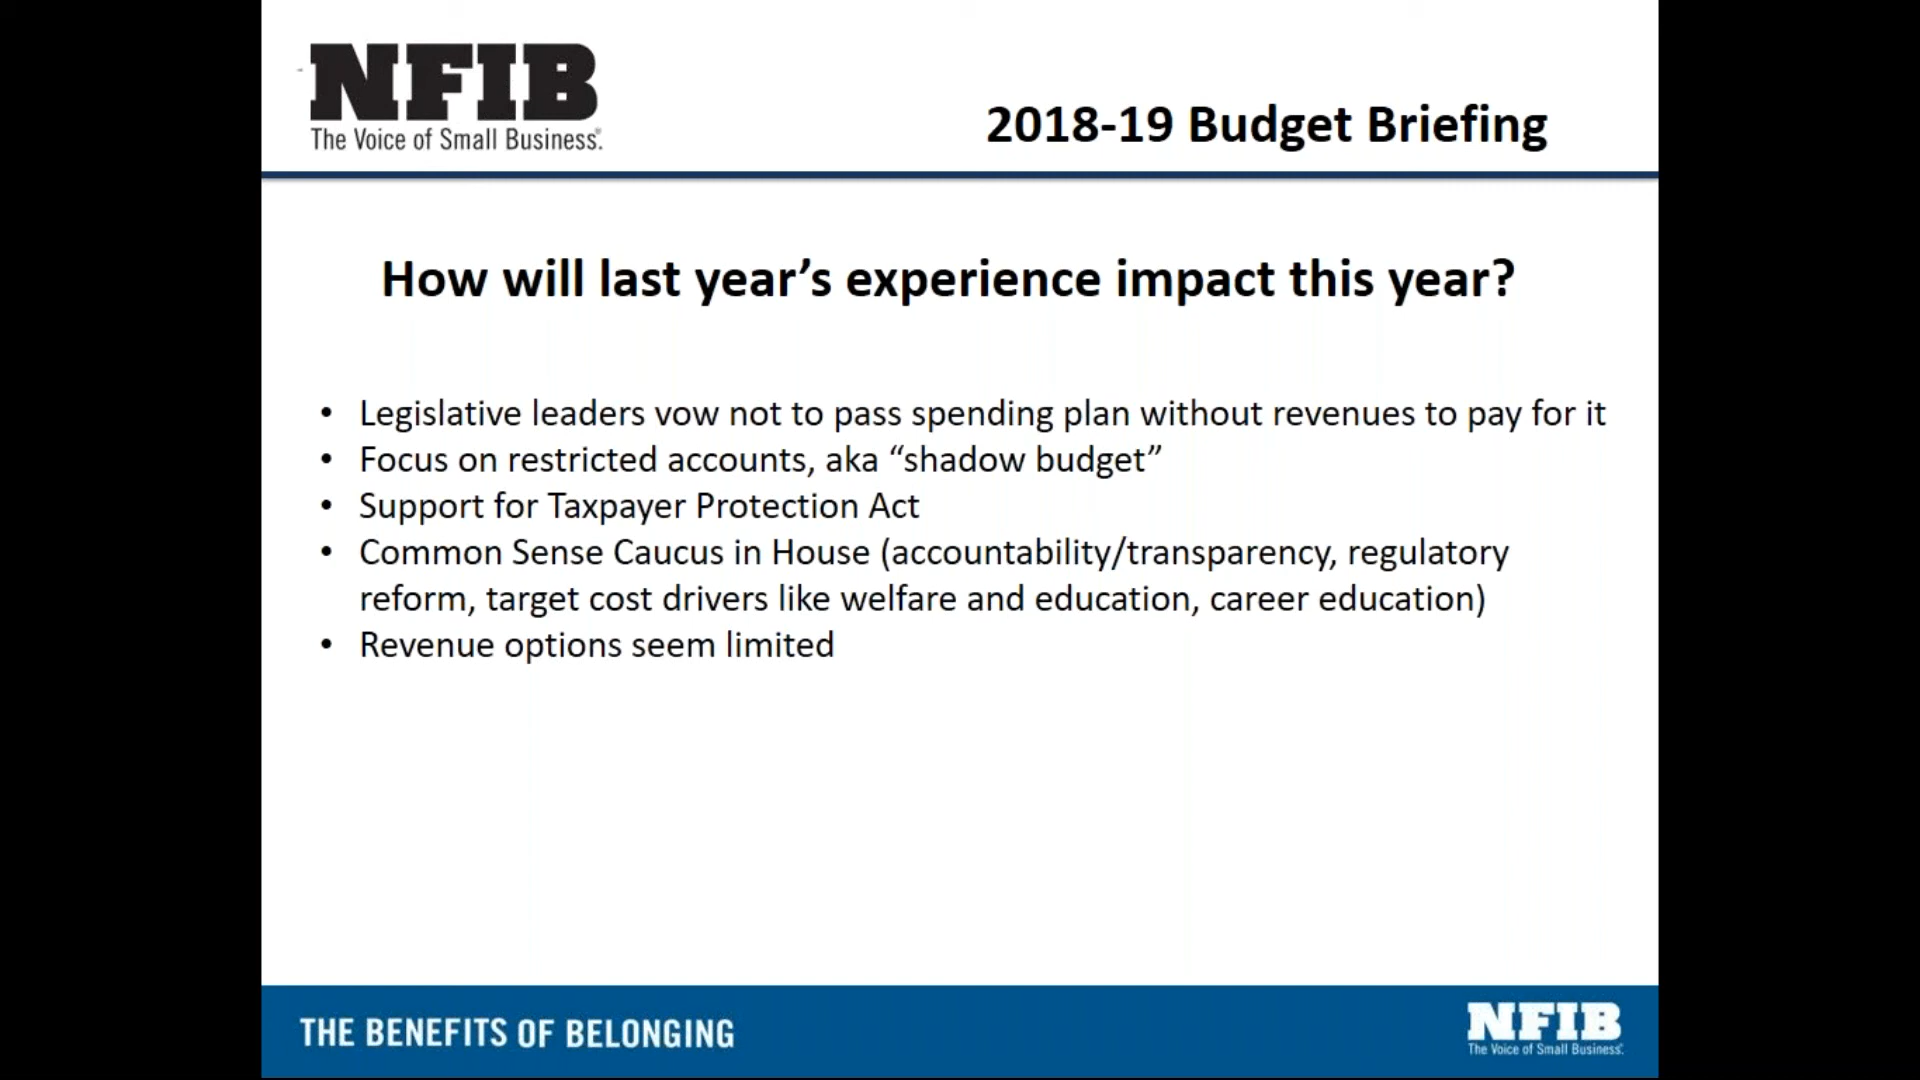 NFIB
The Voice of Small Business®
2018-19 Budget Briefing
How will last year’s experience impact this year?
• Legislative leaders vow not to pass spending plan without revenues to pay for it
• Focus on restricted accounts, aka “shadow budget”
• Support for Taxpayer Protection Act
• Common Sense Caucus in House (accountability/transparency, regulatory
reform, target cost drivers like welfare and education, career education)
• Revenue options seem limited
THE BENEFITS OF BELONGING
NFIB
The Voice of Small Business®